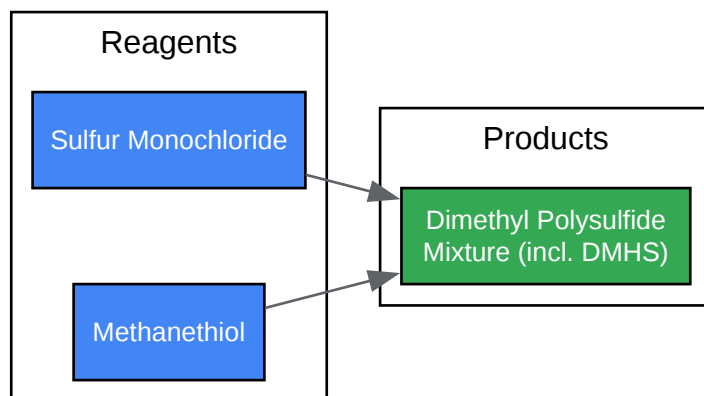 Reagents
Sulfur Monochloride
Methanethiol
Products
Dimethyl Polysulfide
Mixture (incl. DMHS)